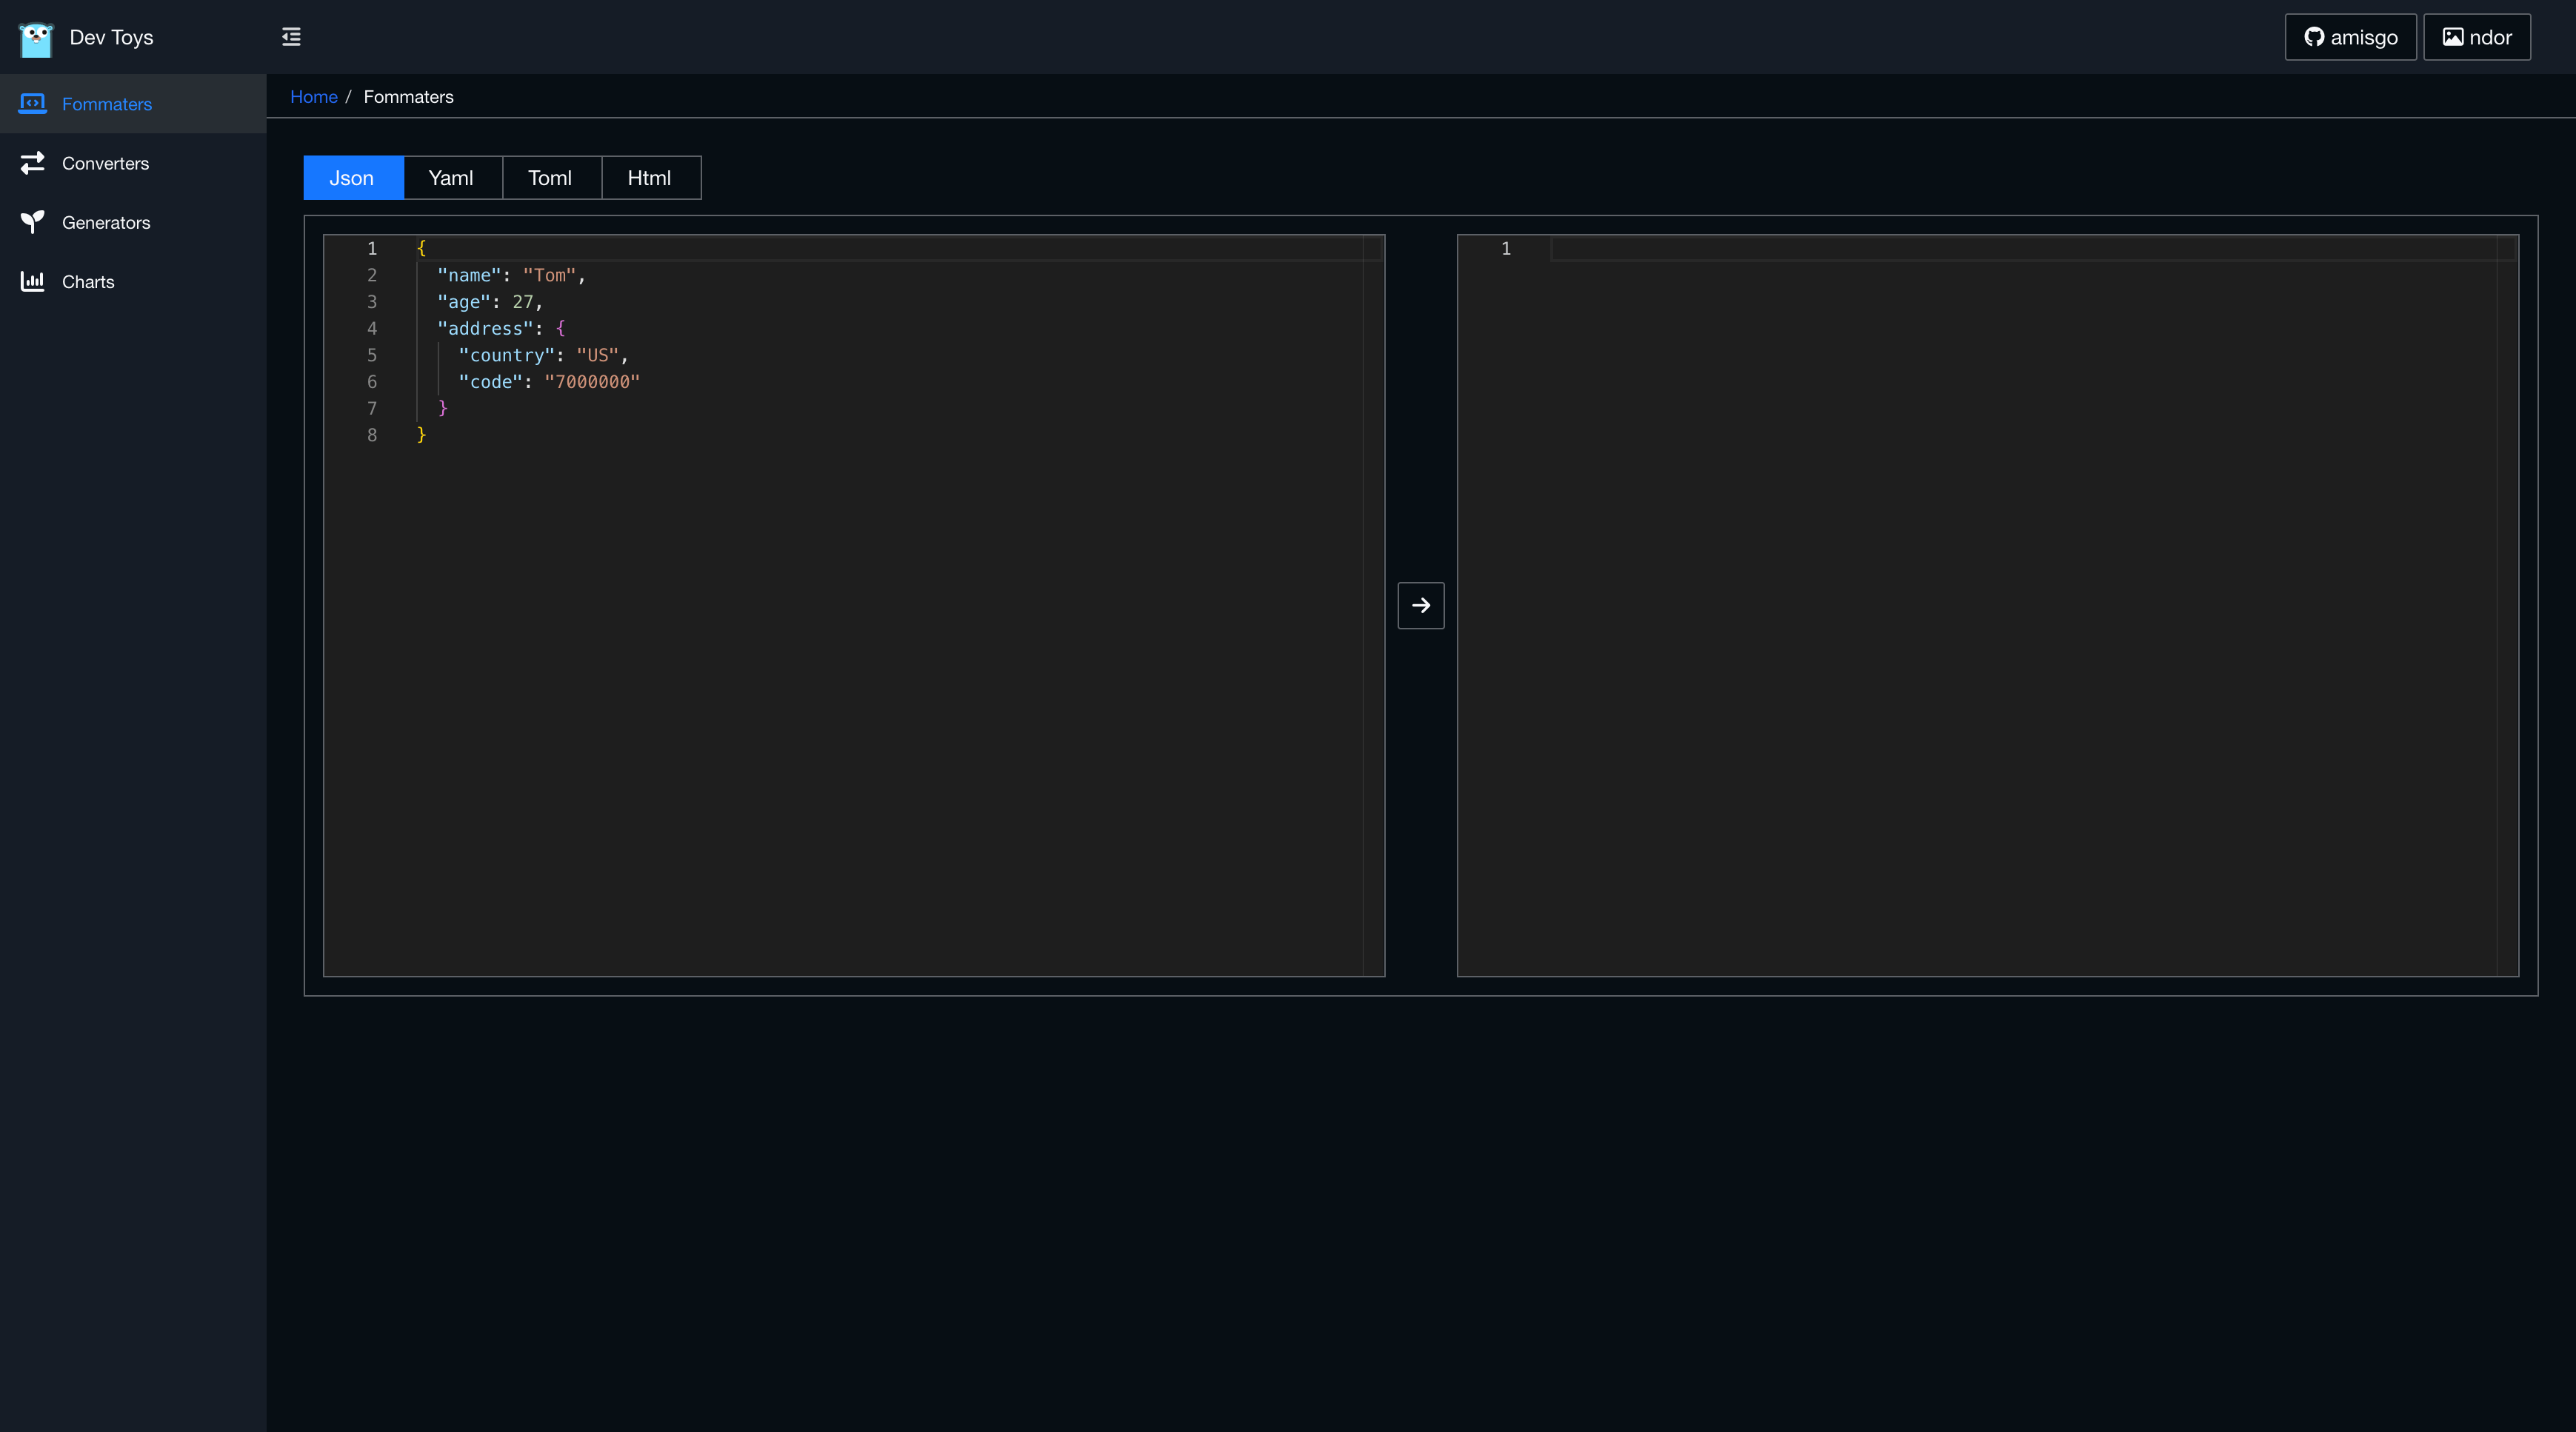 Dev Toys
amisgo
ndor
Fommaters
Converters
Generators
Charts
Home / Fommaters
Json
Yaml
Toml
Html
1 {
2 "name": "Tom",
3 "age": 27,
4 "address": {
5 "country": "US",
6 "code": "7000000"
7 }
8 }
1